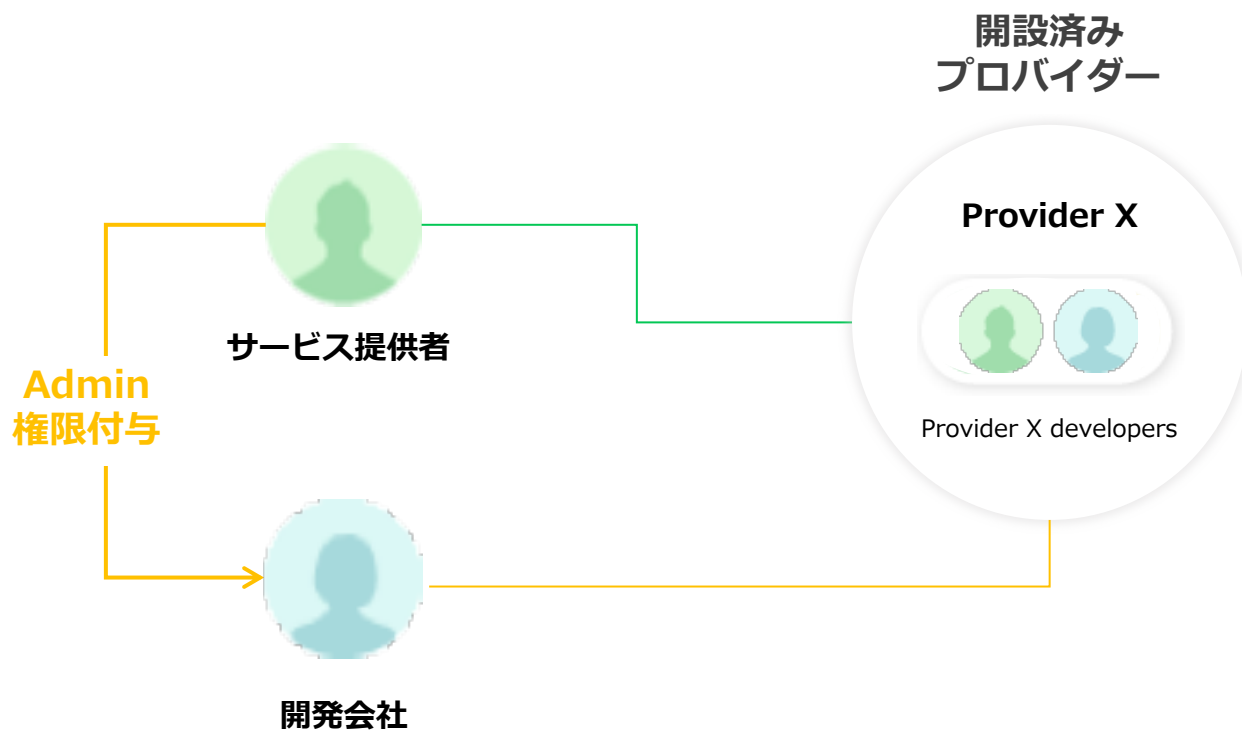 開設済み
プロバイダー
Provider X
サービス提供者
Admin
権限付与
Provider X developers
開発会社